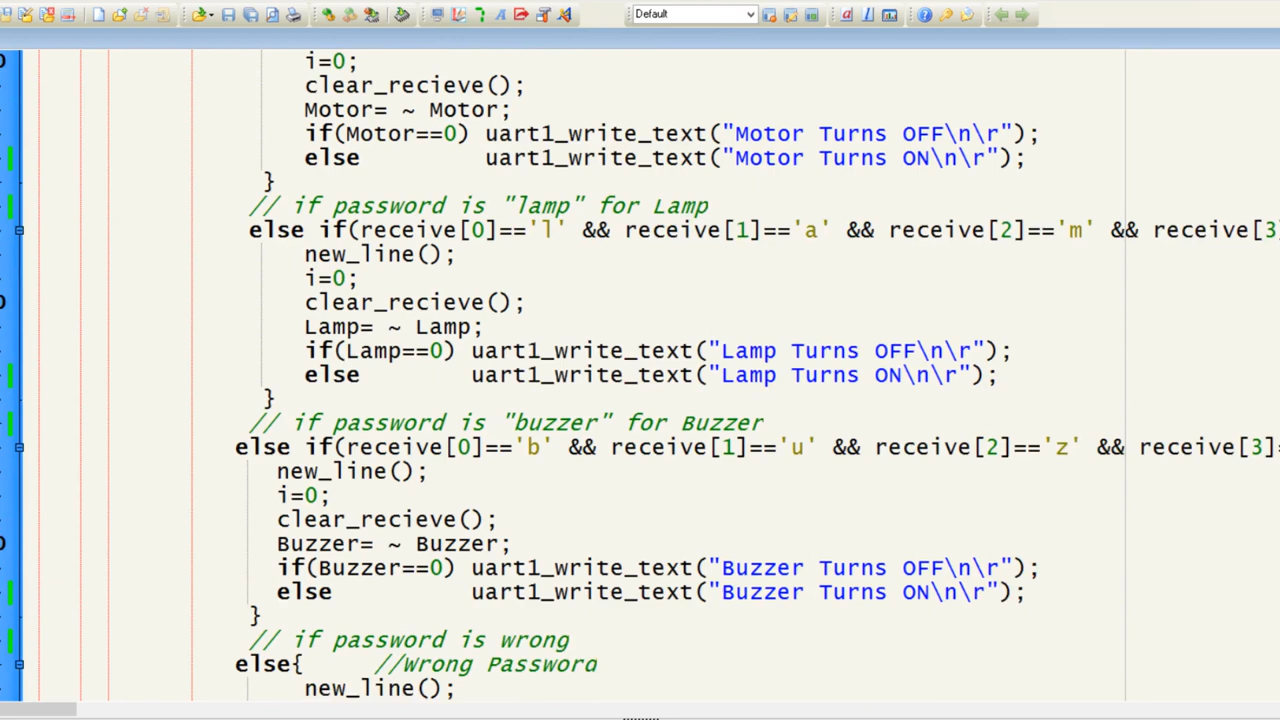 Default
i=0;
clear_recieve();
Motor= ~ Motor;
if(Motor==0) uart1_write_text("Motor Turns OFF\n\r");
else uart1_write_text("Motor Turns ON\n\r");
}
// if password is "lamp" for Lamp
else if(receive[0]=='l' && receive[1]=='a' && receive[2]=='m' && receive[3]
new_line();
i=0;
clear_recieve();
Lamp= ~ Lamp;
if(Lamp==0) uart1_write_text("Lamp Turns OFF\n\r");
else uart1_write_text("Lamp Turns ON\n\r");
}
// if password is "buzzer" for Buzzer
else if(receive[0]=='b' && receive[1]=='u' && receive[2]=='z' && receive[3]=
new_line();
i=0;
clear_recieve();
Buzzer= ~ Buzzer;
if(Buzzer==0) uart1_write_text("Buzzer Turns OFF\n\r");
else uart1_write_text("Buzzer Turns ON\n\r");
}
// if password is wrong
else{ //Wrong Password
new_line();